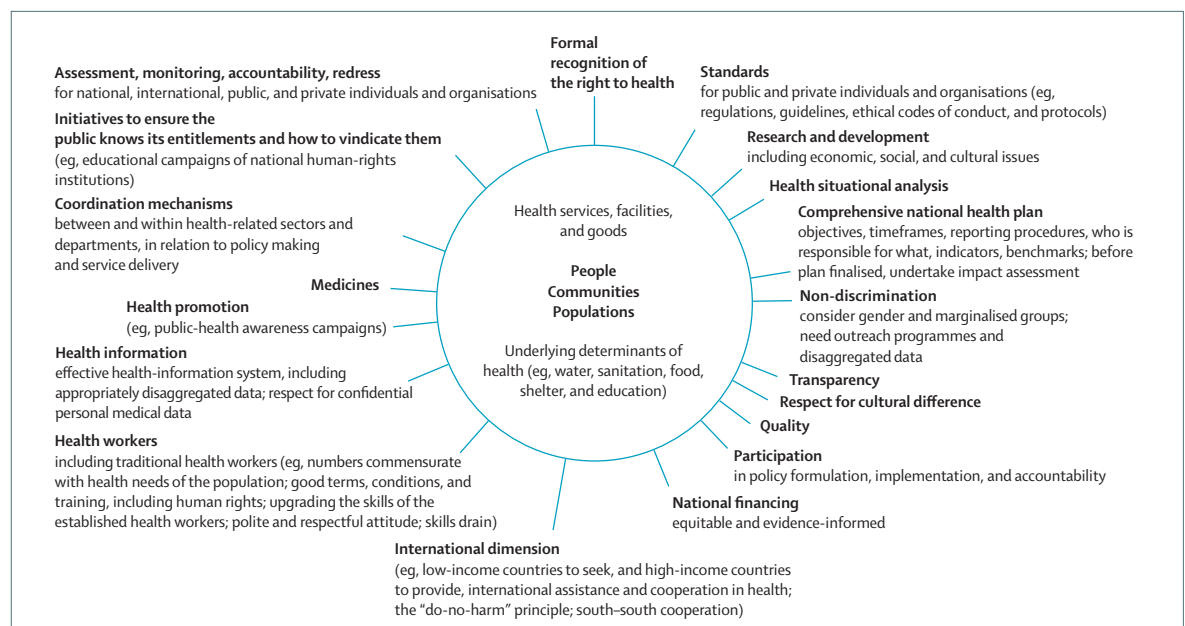 Formal
recognition of
the right to health
Standards
for public and private individuals and organisations (eg,
regulations, guidelines, ethical codes of conduct, and protocols)
Research and development
including economic, social, and cultural issues
Health situational analysis
Comprehensive national health plan
objectives, timeframes, reporting procedures, who is
responsible for what, indicators, benchmarks; before
plan finalised, undertake impact assessment
Non-discrimination
consider gender and marginalised groups;
need outreach programmes and
disaggregated data
Transparency
Respect for cultural difference
Quality
Participation
in policy formulation, implementation, and accountability
National financing
equitable and evidence-informed
International dimension
(eg, low-income countries to seek, and high-income countries
to provide, international assistance and cooperation in health;
the “do-no-harm” principle; south–south cooperation)
Health workers
including traditional health workers (eg, numbers commensurate
with health needs of the population; good terms, conditions, and
training, including human rights; upgrading the skills of the
established health workers; polite and respectful attitude; skills drain)
Health information
effective health-information system, including
appropriately disaggregated data; respect for confidential
personal medical data
Health promotion
(eg, public-health awareness campaigns)
Medicines
Coordination mechanisms
between and within health-related sectors and
departments, in relation to policy making
and service delivery
Initiatives to ensure the
public knows its entitlements and how to vindicate them
(eg, educational campaigns of national human-rights
institutions)
Assessment, monitoring, accountability, redress
for national, international, public, and private individuals and organisations
Health services, facilities,
and goods
People
Communities
Populations
Underlying determinants of
health (eg, water, sanitation, food,
shelter, and education)